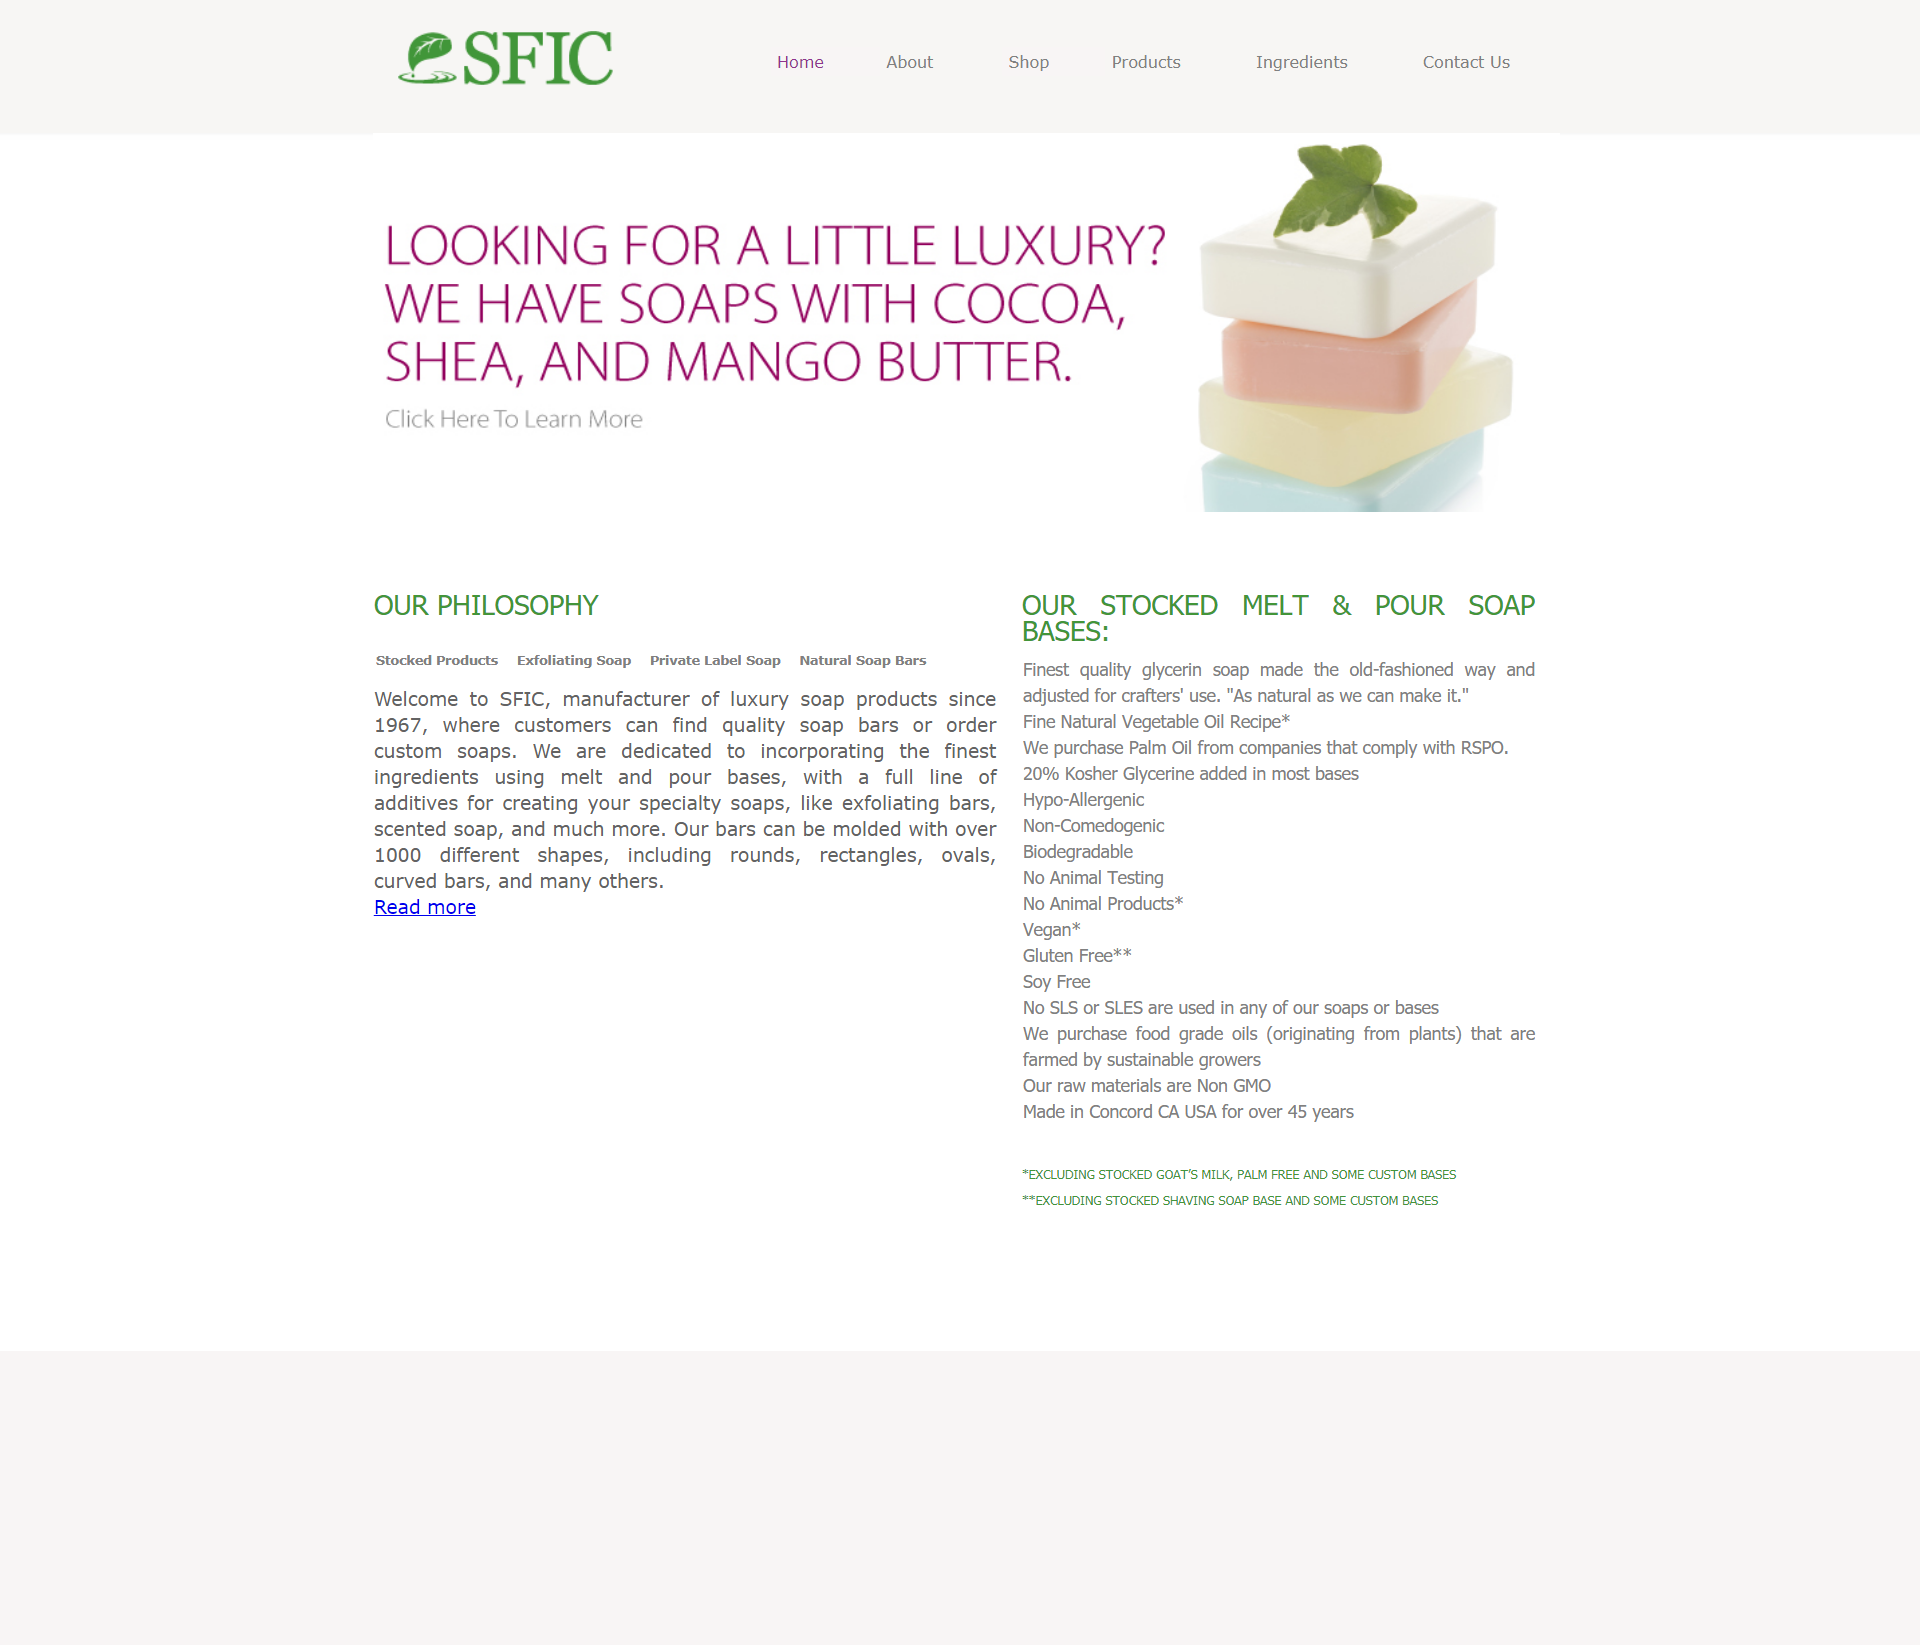 SFIC
Home
About
Shop
Products
Ingredients
Contact Us
LOOKING FOR A LITTLE LUXURY?
WE HAVE SOAPS WITH COCOA,
SHEA, AND MANGO BUTTER.
Click Here To Learn More
OUR PHILOSOPHY
Stocked Products
Exfoliating Soap
Private Label Soap
Natural Soap Bars
Welcome to SFIC, manufacturer of luxury soap products since
1967, where customers can find quality soap bars or order
custom soaps. We are dedicated to incorporating the finest
ingredients using melt and pour bases, with a full line of
additives for creating your specialty soaps, like exfoliating bars,
scented soap, and much more. Our bars can be molded with over
1000 different shapes, including rounds, rectangles, ovals,
curved bars, and many others.
Read more
OUR STOCKED MELT & POUR SOAP
BASES:
Finest quality glycerin soap made the old-fashioned way and
adjusted for crafters' use. "As natural as we can make it."
Fine Natural Vegetable Oil Recipe*
We purchase Palm Oil from companies that comply with RSPO.
20% Kosher Glycerine added in most bases
Hypo-Allergenic
Non-Comedogenic
Biodegradable
No Animal Testing
No Animal Products*
Vegan*
Gluten Free**
Soy Free
No SLS or SLES are used in any of our soaps or bases
We purchase food grade oils (originating from plants) that are
farmed by sustainable growers
Our raw materials are Non GMO
Made in Concord CA USA for over 45 years
*EXCLUDING STOCKED GOAT’S MILK, PALM FREE AND SOME CUSTOM BASES
**EXCLUDING STOCKED SHAVING SOAP BASE AND SOME CUSTOM BASES